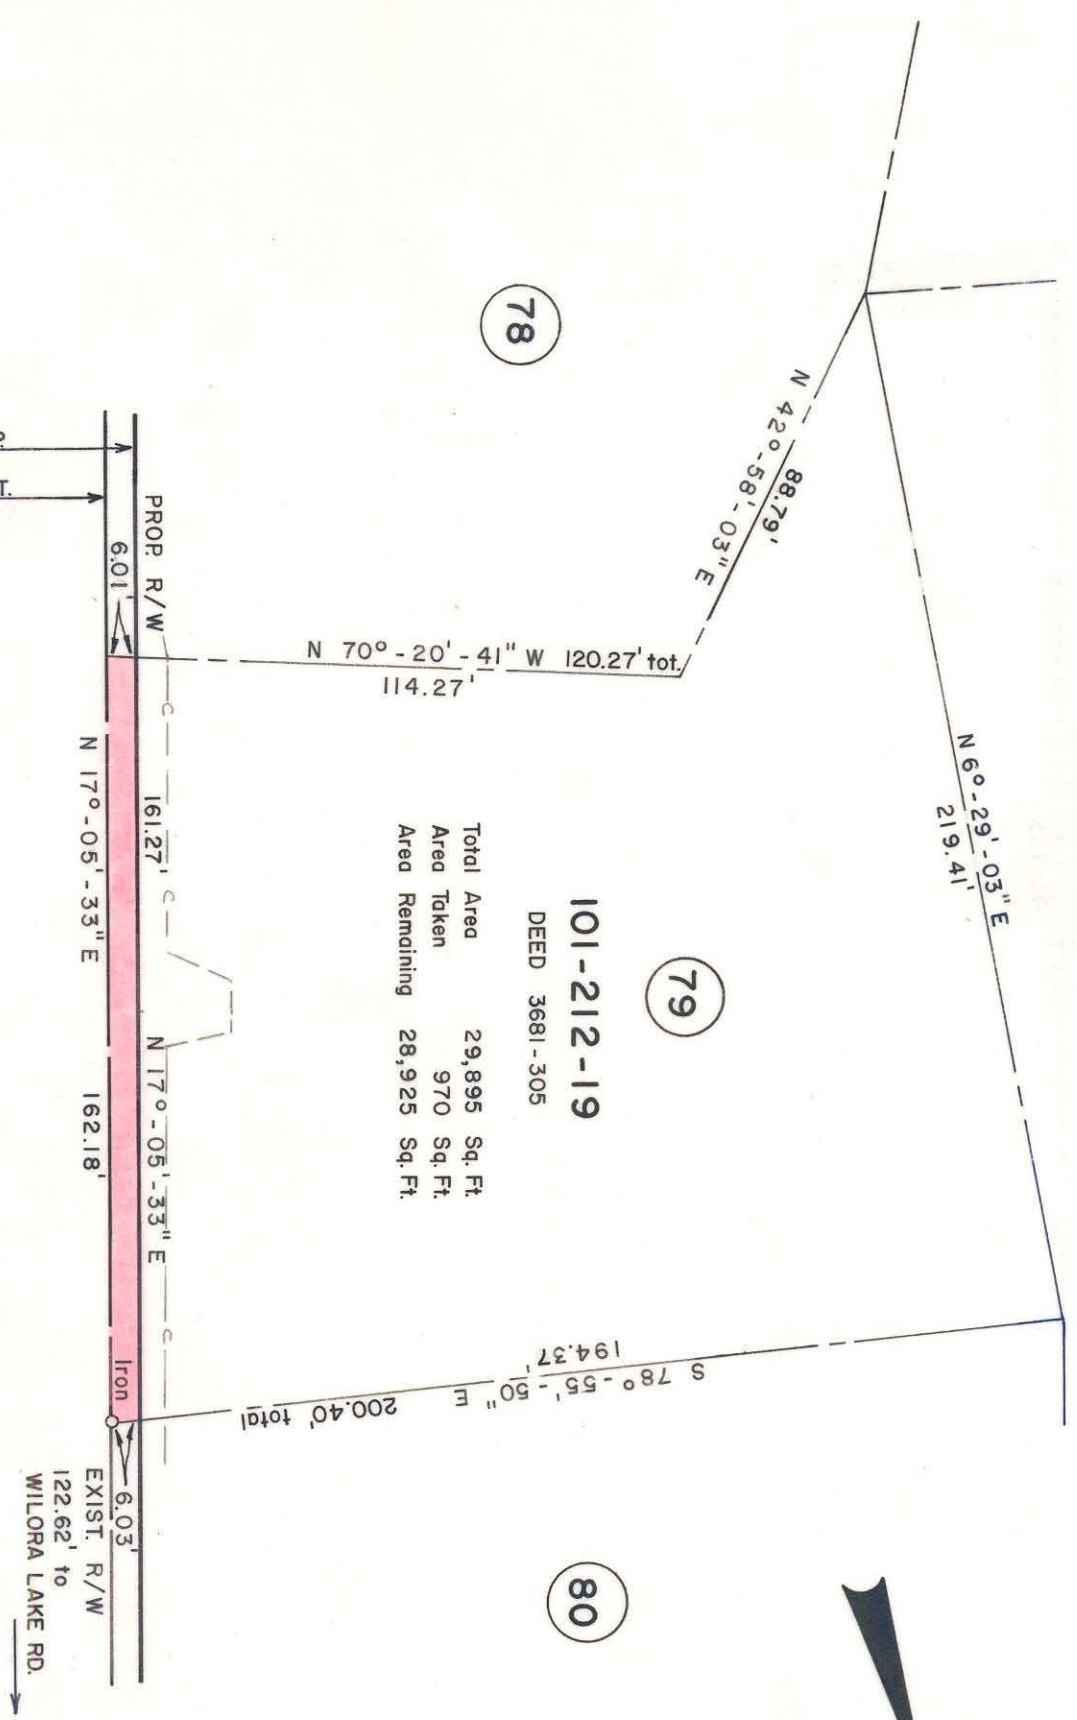 78
N 42°-58'-03" E
88.79'
N 6°-29'-03" E
219.41'
N 70°-20'-41" W 120.27' tot.
114.27'
79
101-212-19
DEED 3681-305
Total Area 29,895 Sq. Ft.
Area Taken 970 Sq. Ft.
Area Remaining 28,925 Sq. Ft.
PROP. R/W
6.01'
161.27'
C
C
N 17°-05'-33" E
C
N 17°-05'-33" E
162.18'
Iron
6.03'
S 78°-55'-50" E
194.37'
200.40' total
80
EXIST. R/W
122.62' to
WILORA LAKE RD.